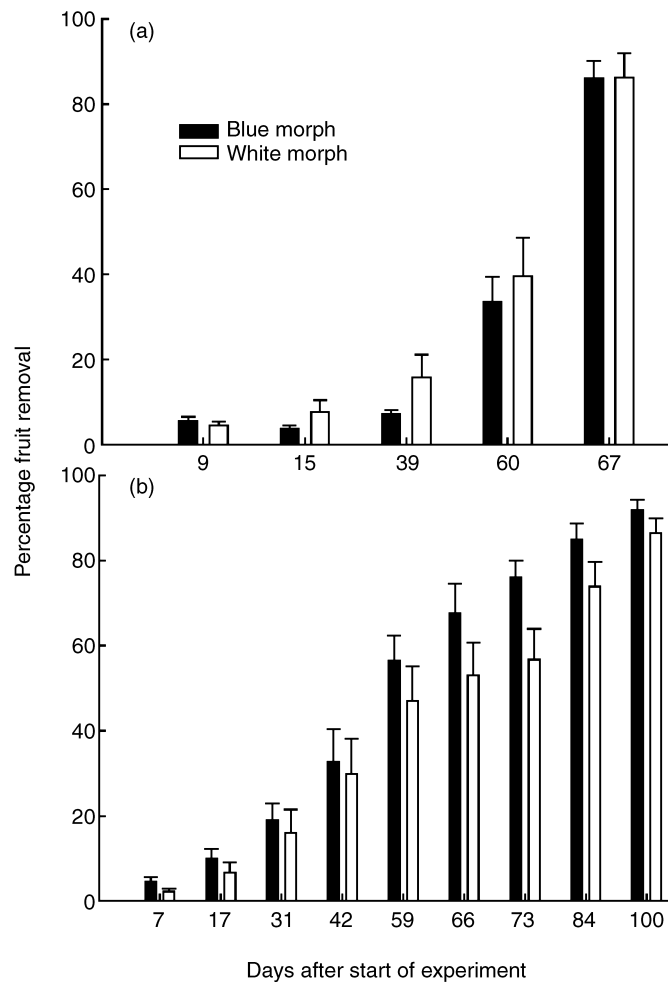 (a)
100
80
60
40
20
0
Blue morph
White morph
9 15 39 60 67
Percentage fruit removal
(b)
100
80
60
40
20
0
7 17 31 42 59 66 73 84 100
Days after start of experiment